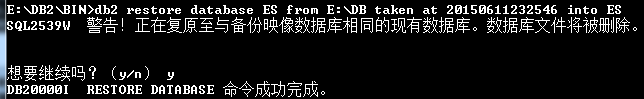 E:\DB2\BIN>db2 restore database ES from E:\DB taken at 20150611232546 into ES
SQL2539W  警告！正在复原至与备份映像数据库相同的现有数据库。数据库文件将被删除。
想要继续吗？（y/n） y
DB20000I  RESTORE DATABASE 命令成功完成。